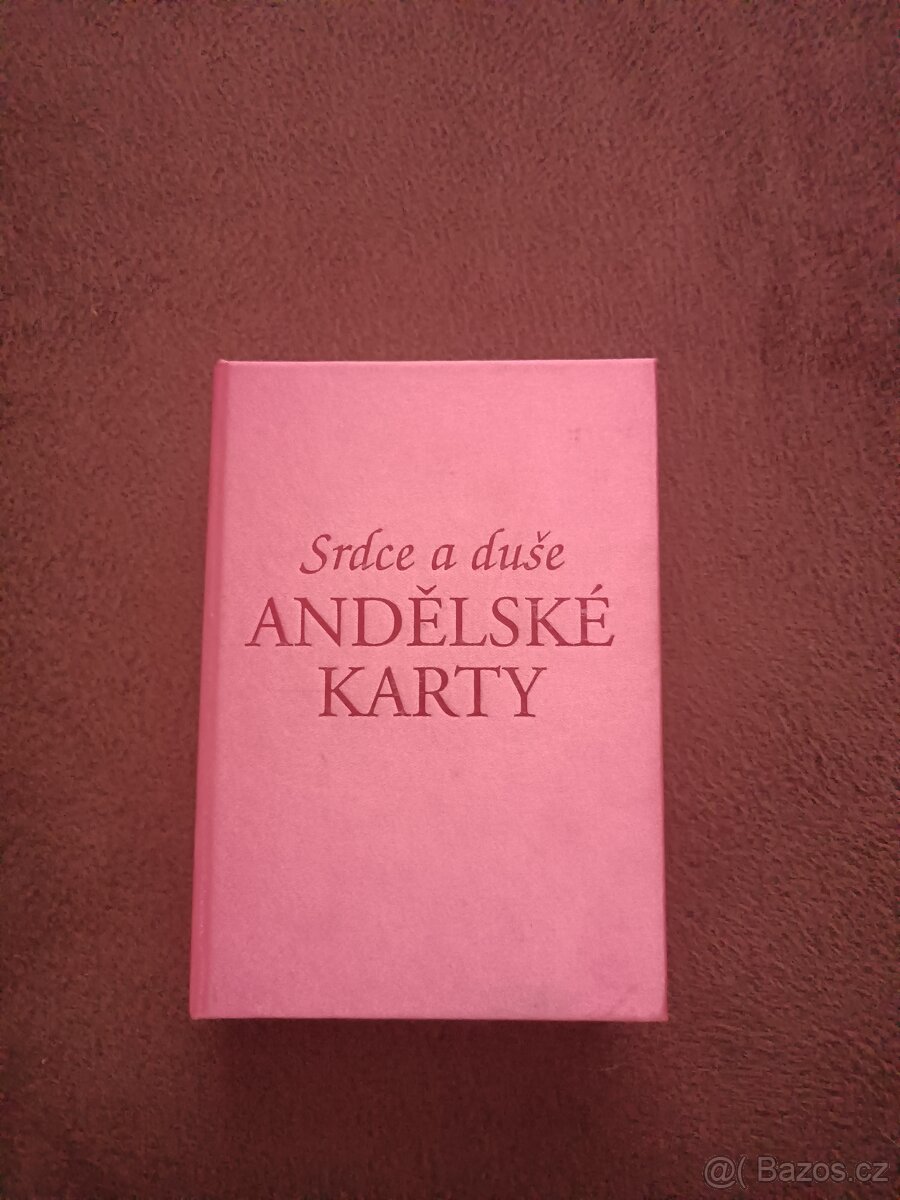 Srdce a duše
ANDĚLSKÉ
KARTY
@( Bazos.cz